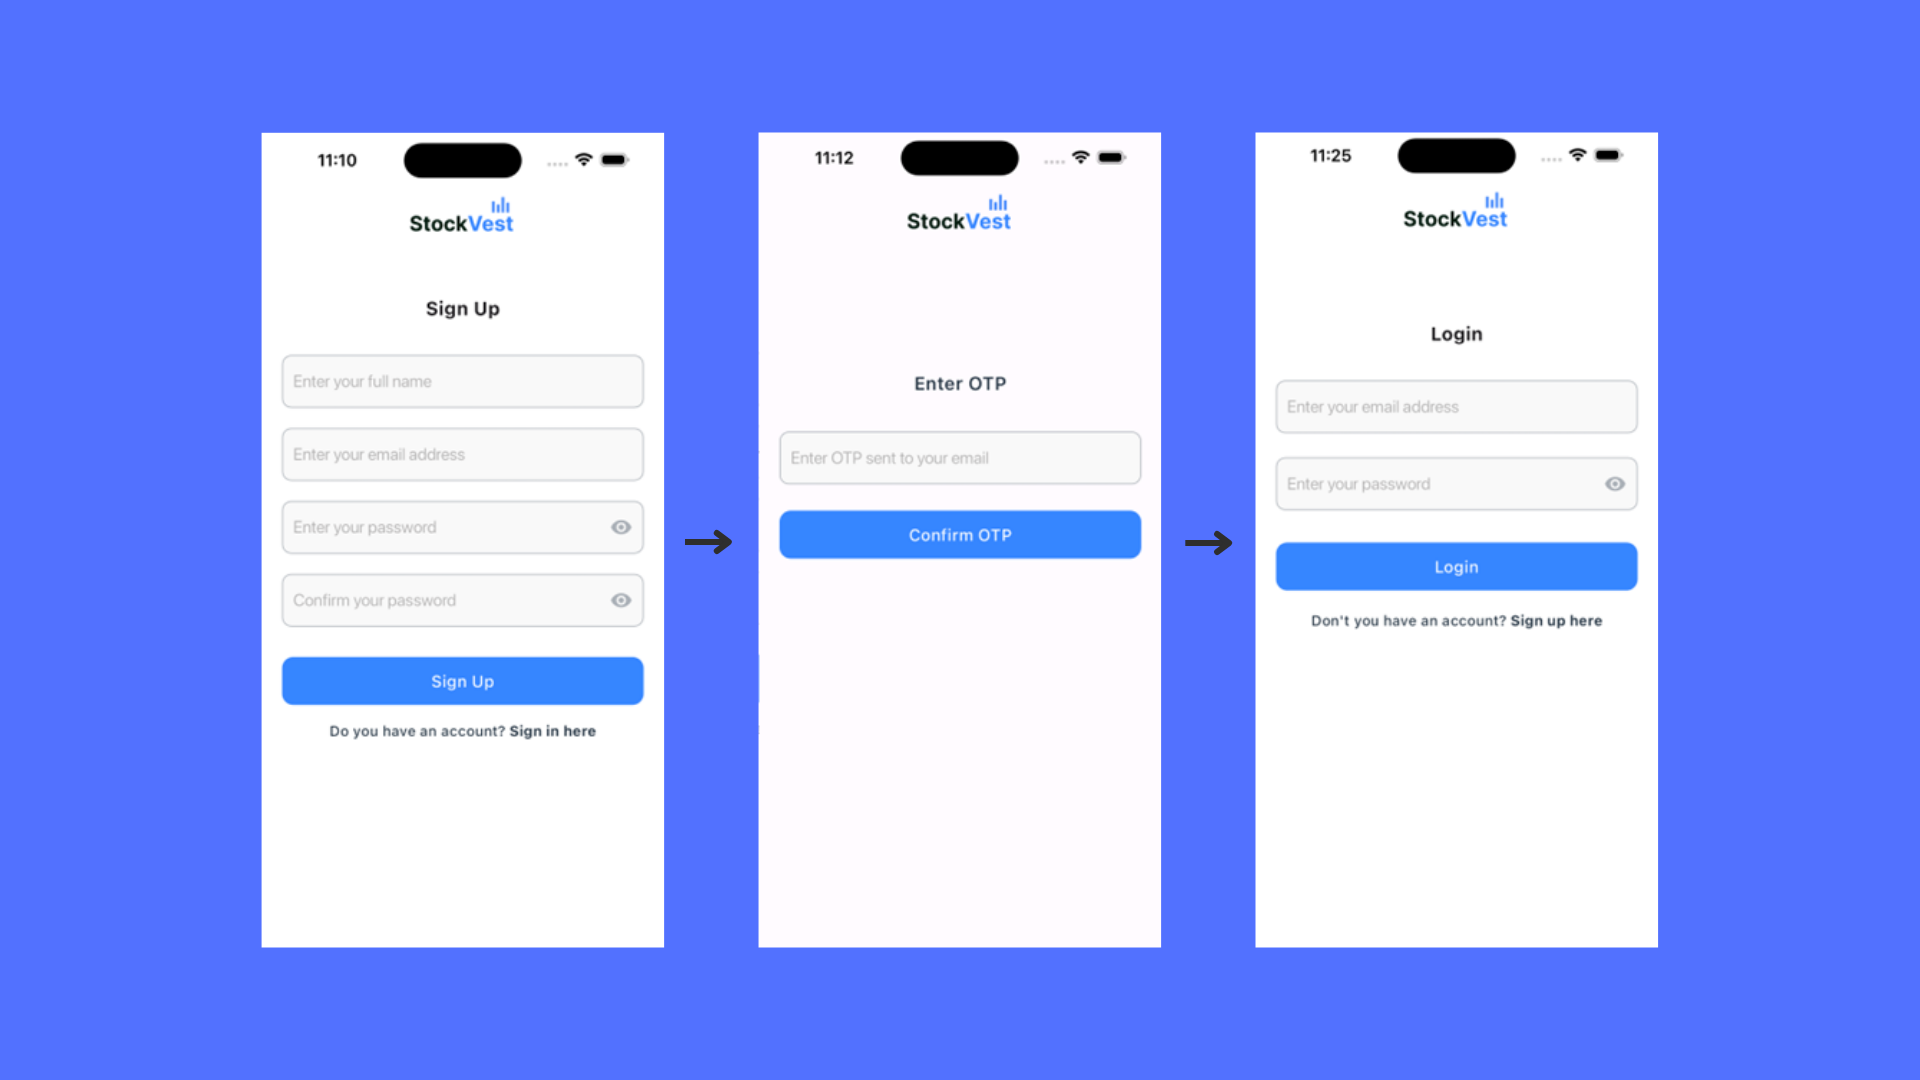 11:10
StockVest
Sign Up
Enter your full name
Enter your email address
Enter your password
Confirm your password
Sign Up
Do you have an account? Sign in here
11:12
StockVest
Enter OTP
Enter OTP sent to your email
Confirm OTP
11:25
StockVest
Login
Enter your email address
Enter your password
Login
Don't you have an account? Sign up here